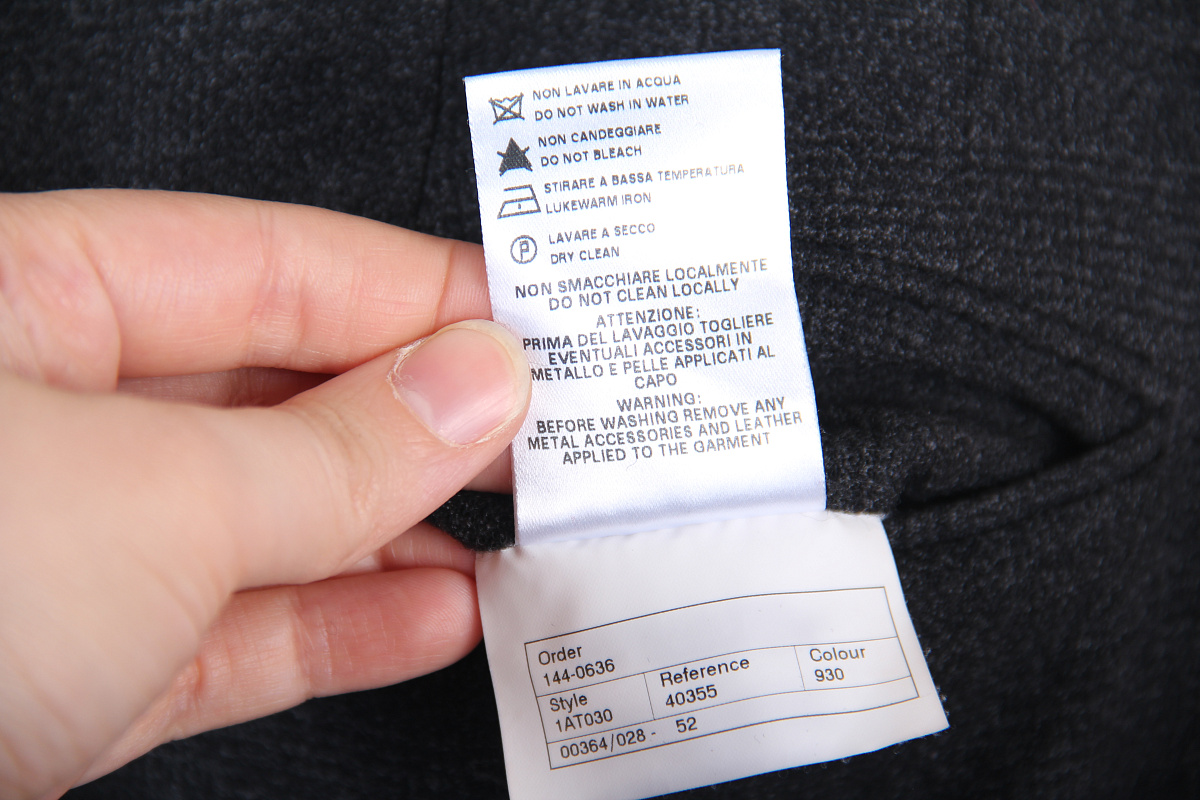 NON LAVARE IN ACQUA
DO NOT WASH IN WATER
NON CANDEGGIARE
DO NOT BLEACH
STIRARE A BASSA TEMPERATURA
LUKEWARM IRON
P
LAVARE A SECCO
DRY CLEAN
NON SMACCHIARE LOCALMENTE
DO NOT CLEAN LOCALLY
ATTENZIONE:
PRIMA DEL LAVAGGIO TOGLIERE
EVENTUALI ACCESSORI IN
METALLO E PELLE APPLICATI AL
CAPO
WARNING:
BEFORE WASHING REMOVE ANY
METAL ACCESSORIES AND LEATHER
APPLIED TO THE GARMENT
Order
144-0636
Style
1AT030
Reference
40355
Colour
930
00364/028 - 52